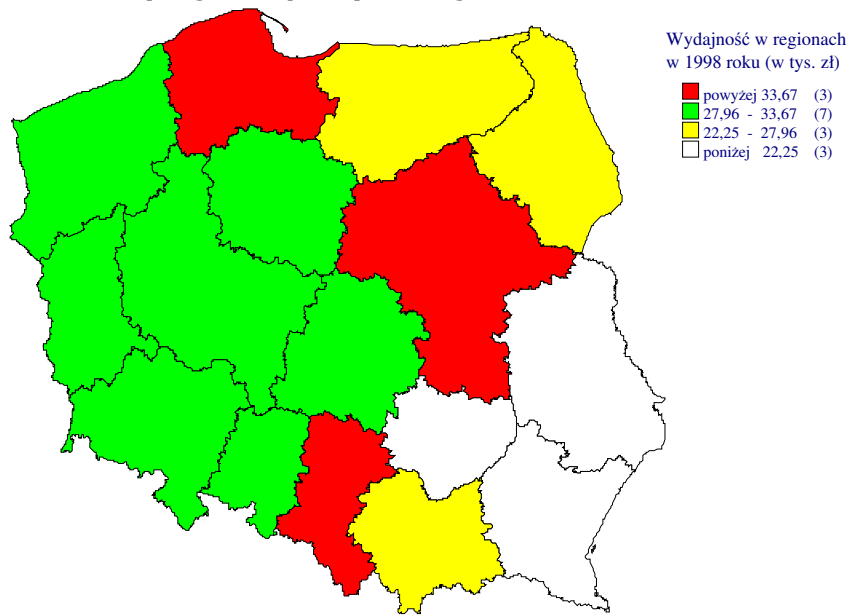 Wydajność w regionach
w 1998 roku (w tys. zł)
powyżej 33,67 (3)
27,96 - 33,67 (7)
22,25 - 27,96 (3)
poniżej 22,25 (3)